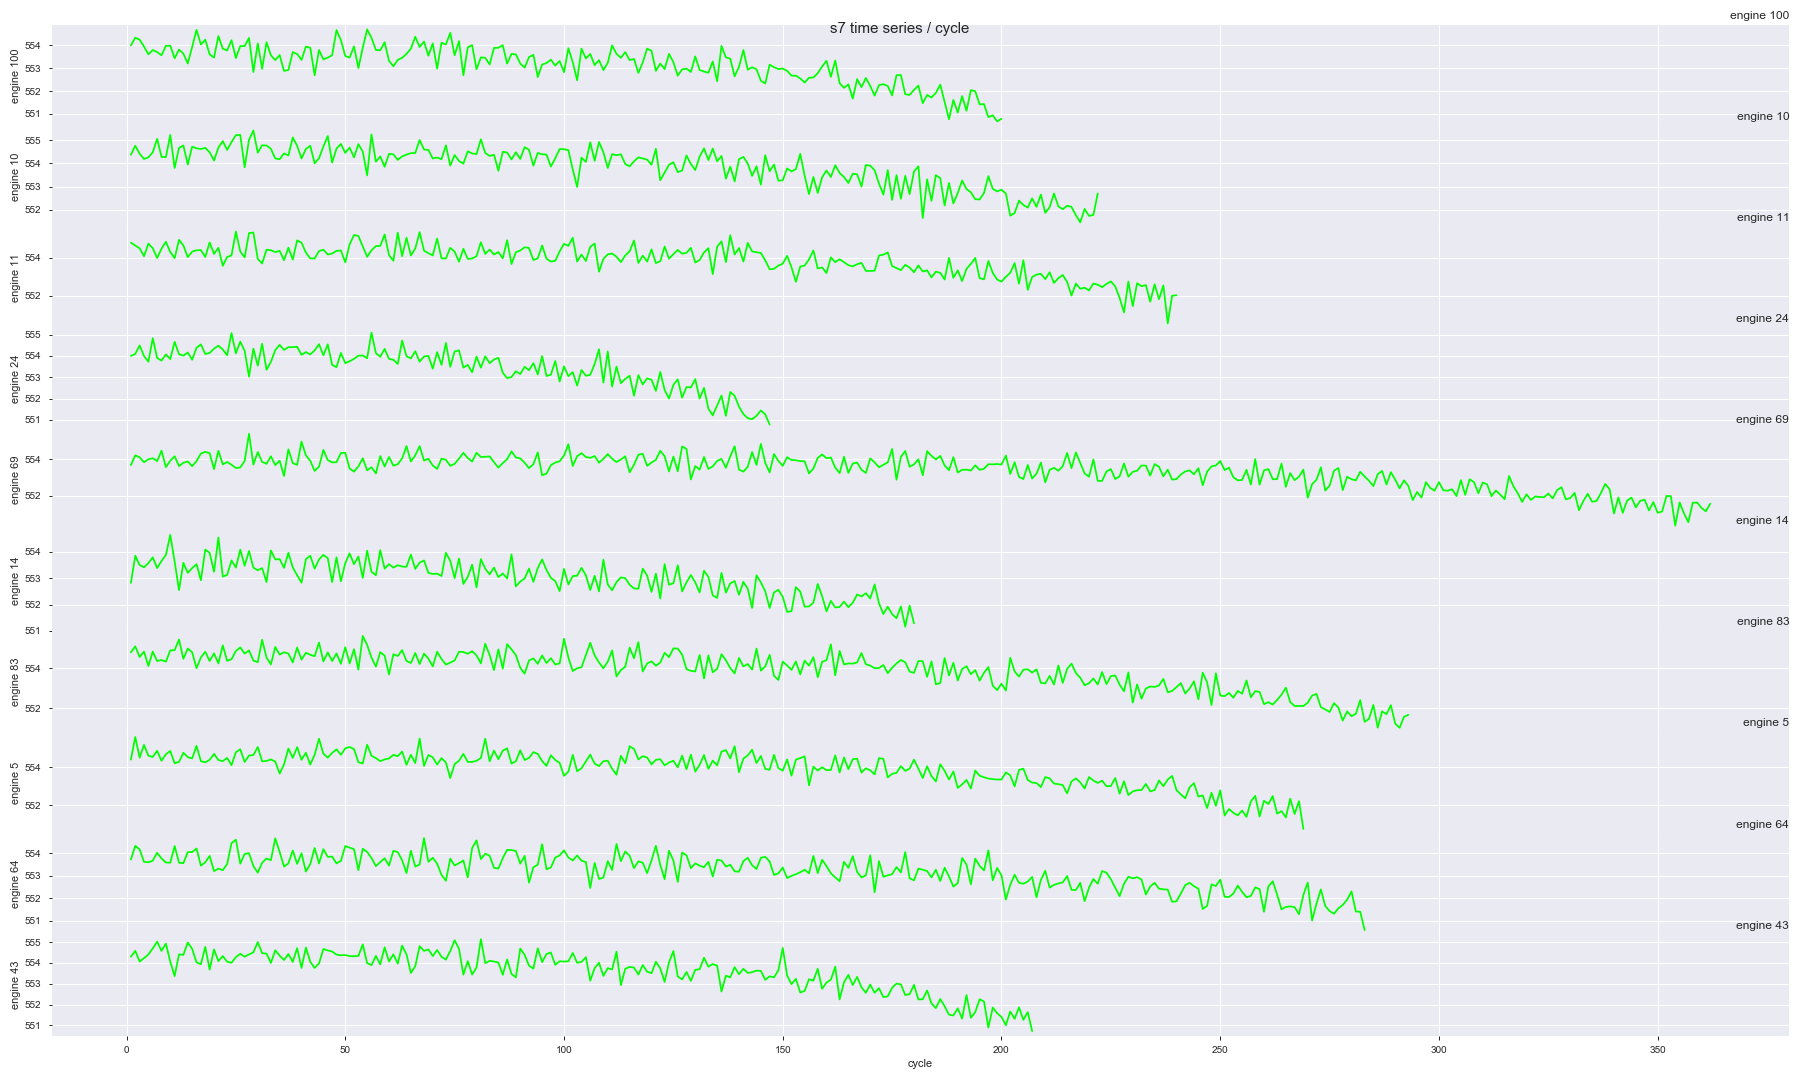 engine 100
s7 time series / cycle
554
553
552
551
engine 100
engine 10
555
554
553
552
engine 10
engine 11
554
552
engine 11
engine 24
555
554
553
552
551
engine 24
engine 69
554
552
engine 69
engine 14
554
553
552
551
engine 14
engine 83
554
552
engine 83
engine 5
554
552
engine 5
engine 64
554
553
552
551
engine 64
engine 43
555
554
553
552
551
engine 43
0 50 100 150 200 250 300 350
cycle